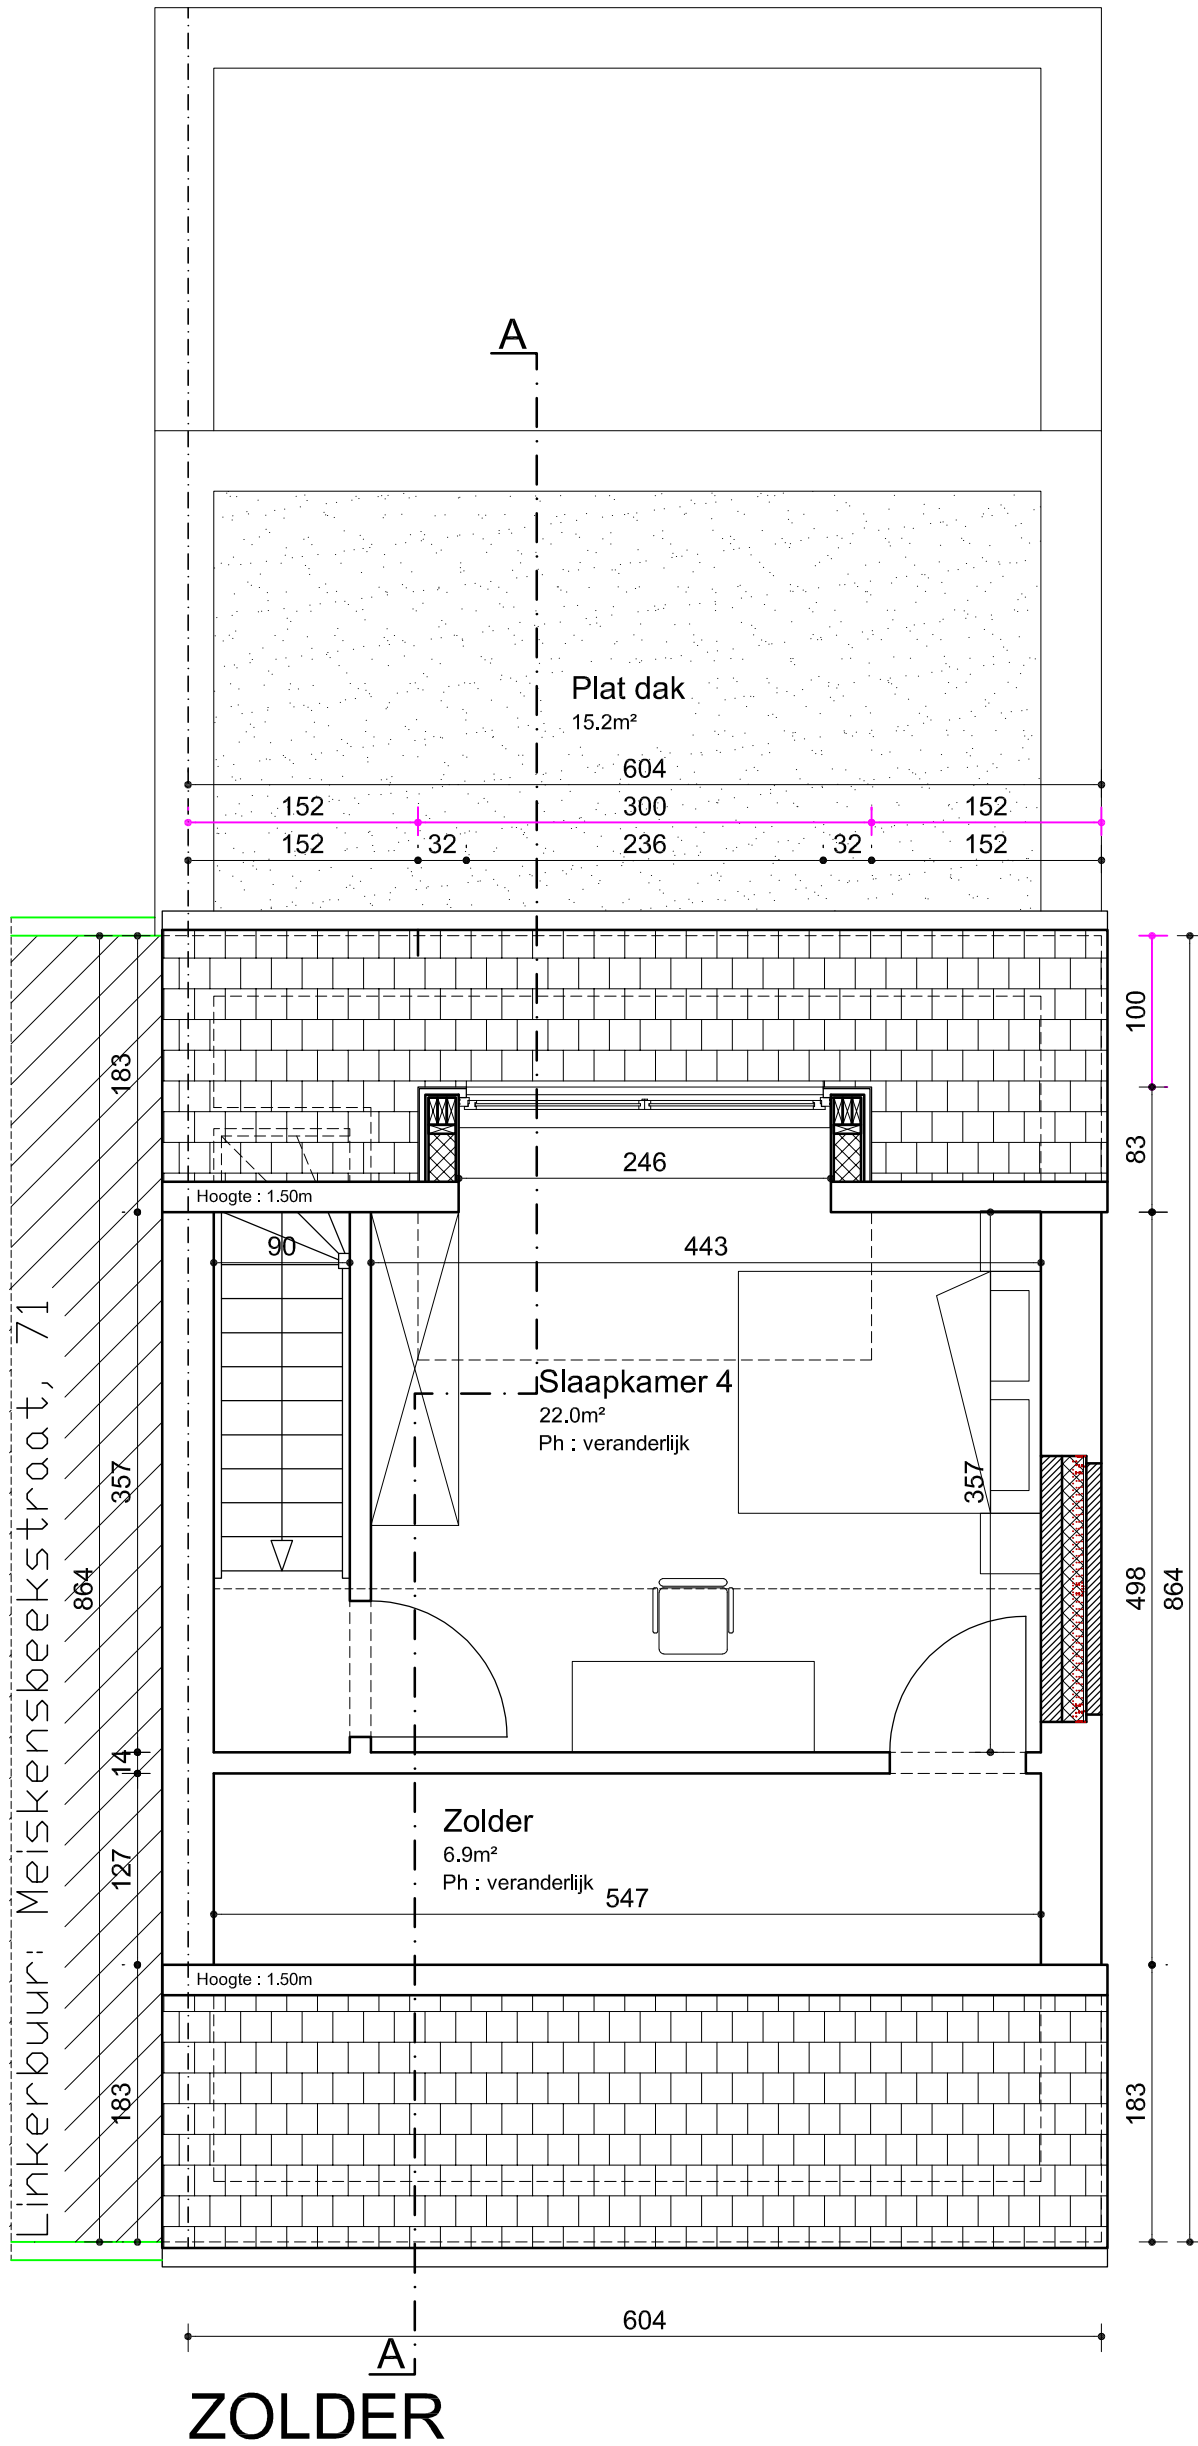 A
Plat dak
15.2m²
604
152 300 152
152 32 236 32 152
183
100
83
246
Hoogte : 1.50m
90
443
Slaapkamer 4
22.0m²
Ph : veranderlijk
357
357
864
498
864
14
127
Zolder
6.9m²
Ph : veranderlijk
547
Hoogte : 1.50m
183
183
Linkerbuur: Meiskensbeekstraat, 71
604
A
ZOLDER